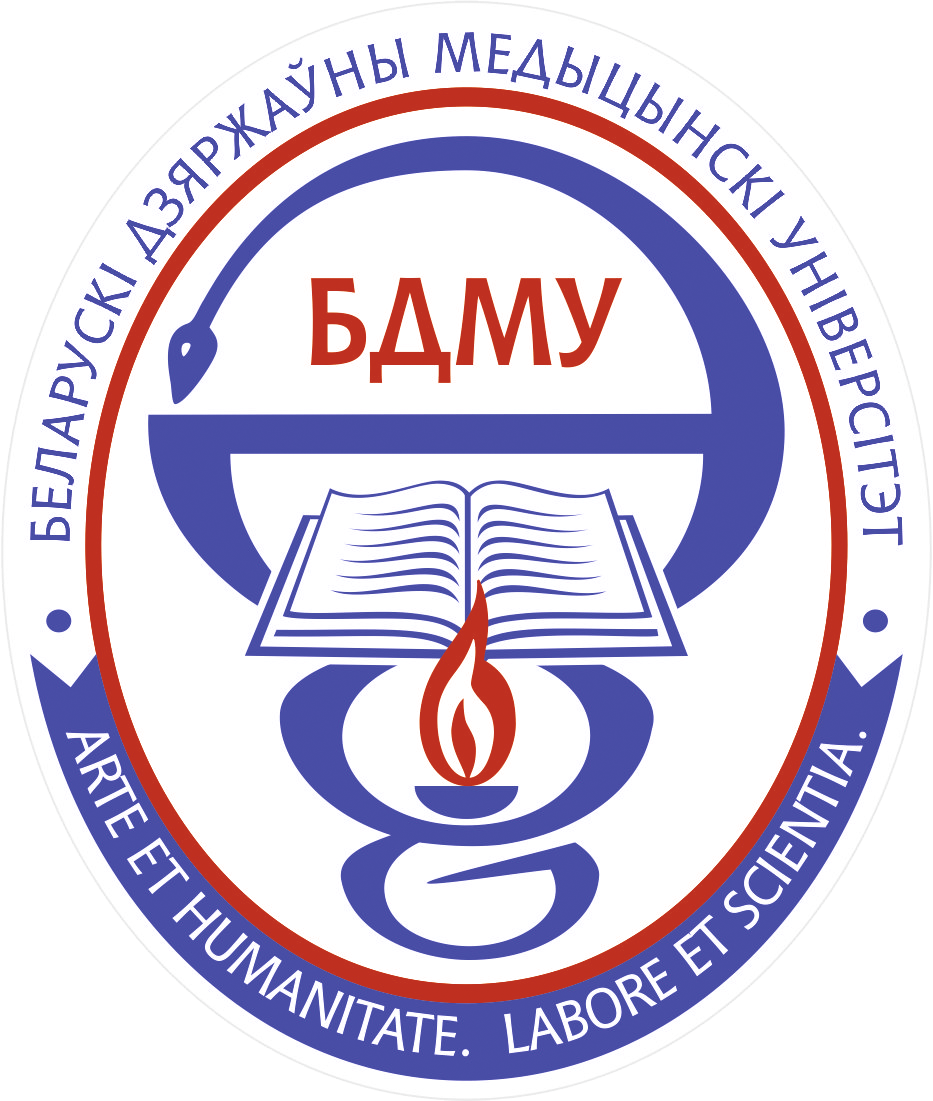 БЕЛАРУСКІ ДЗЯРЖАЎНЫ МЕДЫЦЫНСКІ УНІВЕРСІТЭТ
БДМУ
ARTE ET HUMANITATE. LABORE ET SCIENTIA.